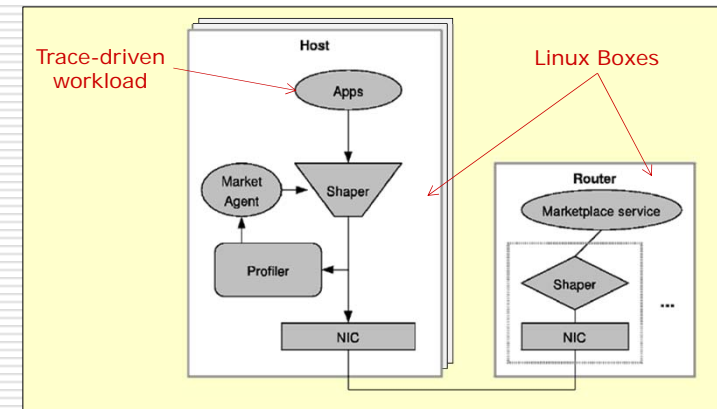 Trace-driven
workload
Linux Boxes
Host
Apps
Market
Agent
Shaper
Profiler
NIC
Router
Marketplace service
Shaper
...
NIC